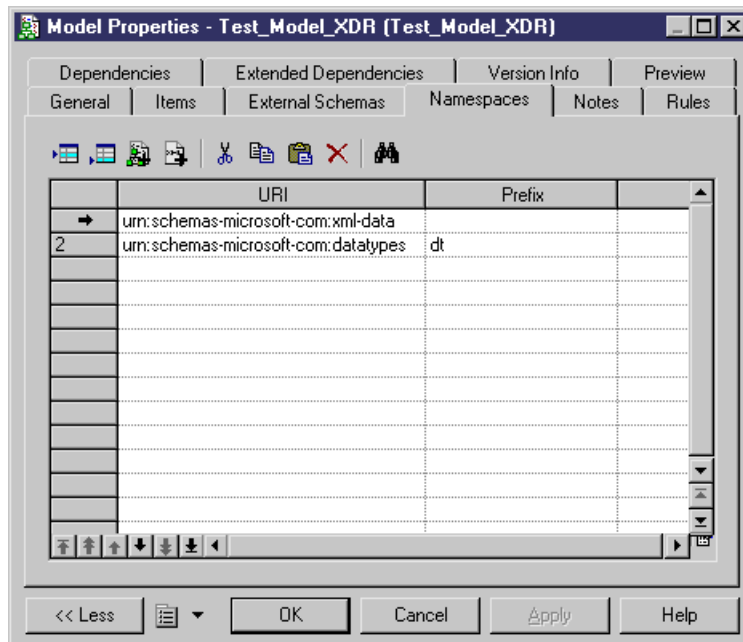 Model Properties - Test_Model_XDR (Test_Model_XDR)
Dependencies Extended Dependencies Version Info Preview
General Items External Schemas Namespaces Notes Rules
URI Prefix
urn:schemas-microsoft-com:xml-data
2 urn:schemas-microsoft-com:datatypes dt
<< Less OK Cancel Apply Help